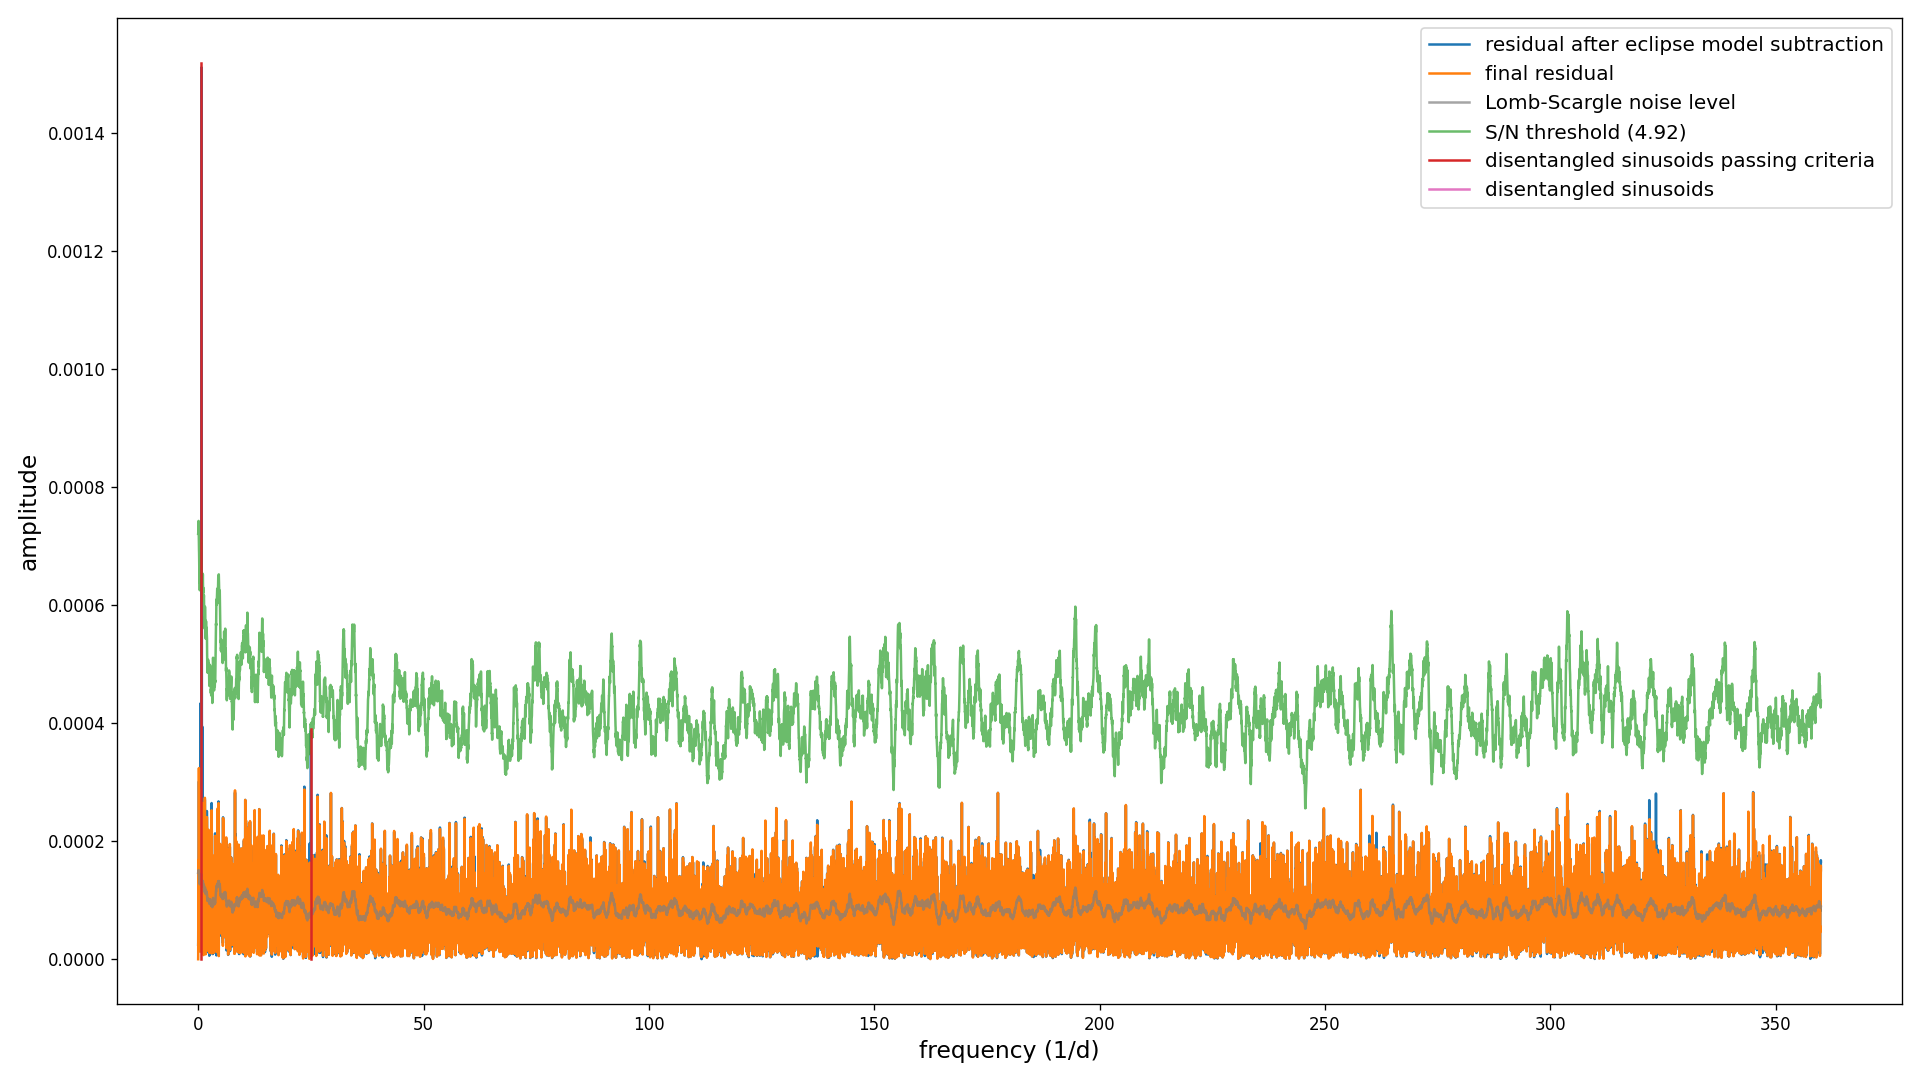 residual after eclipse model subtraction
final residual
Lomb-Scargle noise level
S/N threshold (4.92)
disentangled sinusoids passing criteria
disentangled sinusoids
0.0014
0.0012
0.0010
0.0008
0.0006
0.0004
0.0002
0.0000
amplitude
0 50 100 150 200 250 300 350
frequency (1/d)